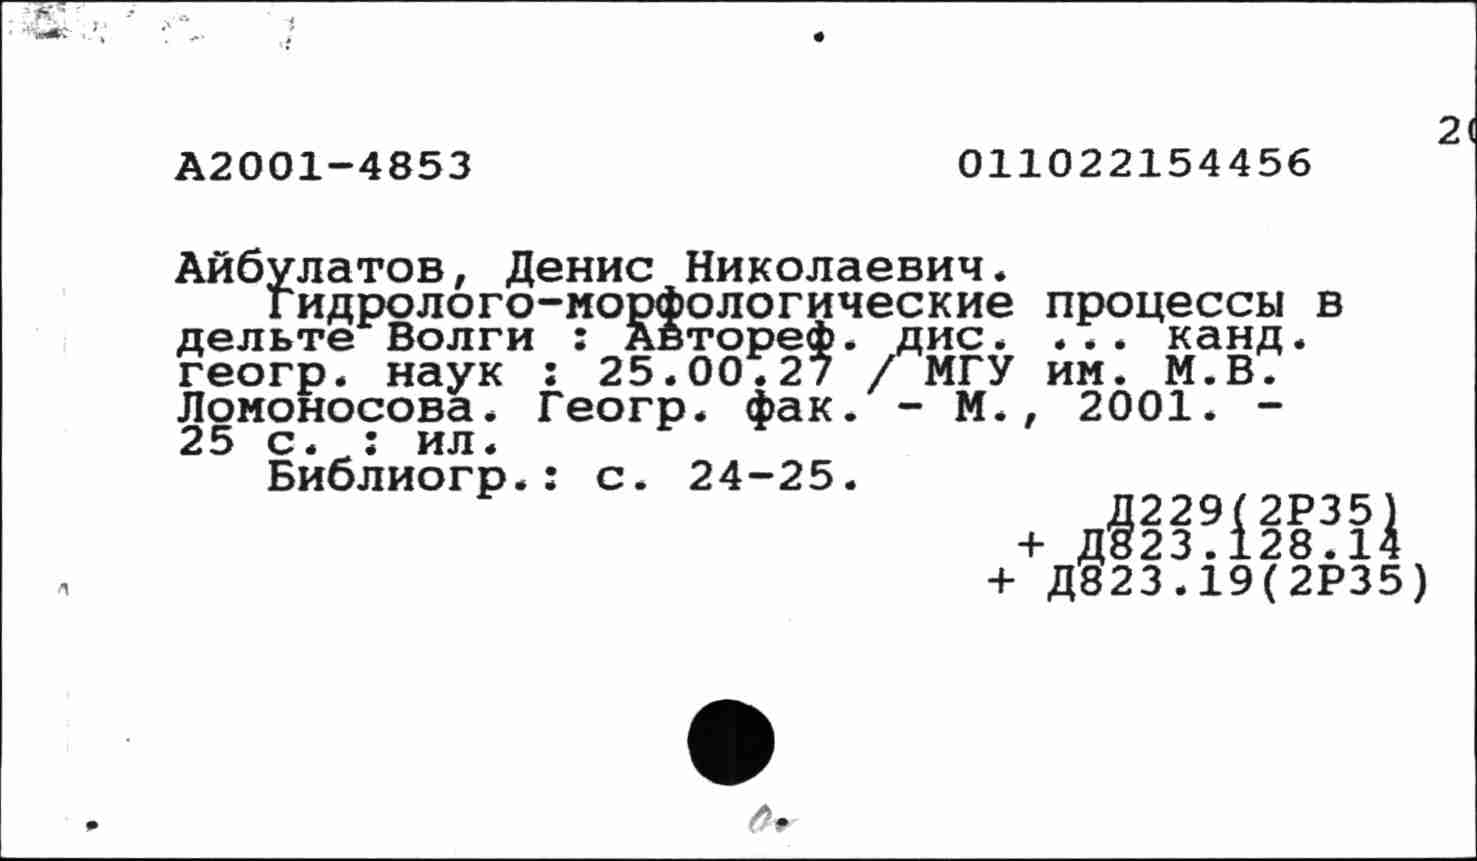 A2001-4853 011022154456
Айбулатов, Денис Николаевич.
Гидролого-морфологические процессы в
дельте Волги : Автореф. дис. ... канд.
геогр. наук : 25.00.27 / МГУ им. М.В.
Ломоносова. Геогр. фак. - М., 2001. -
25 с. : ил.
Библиогр.: с. 24-25.
Д229(2Р35)
+ Д823.128.14
+ Д823.19(2Р35)